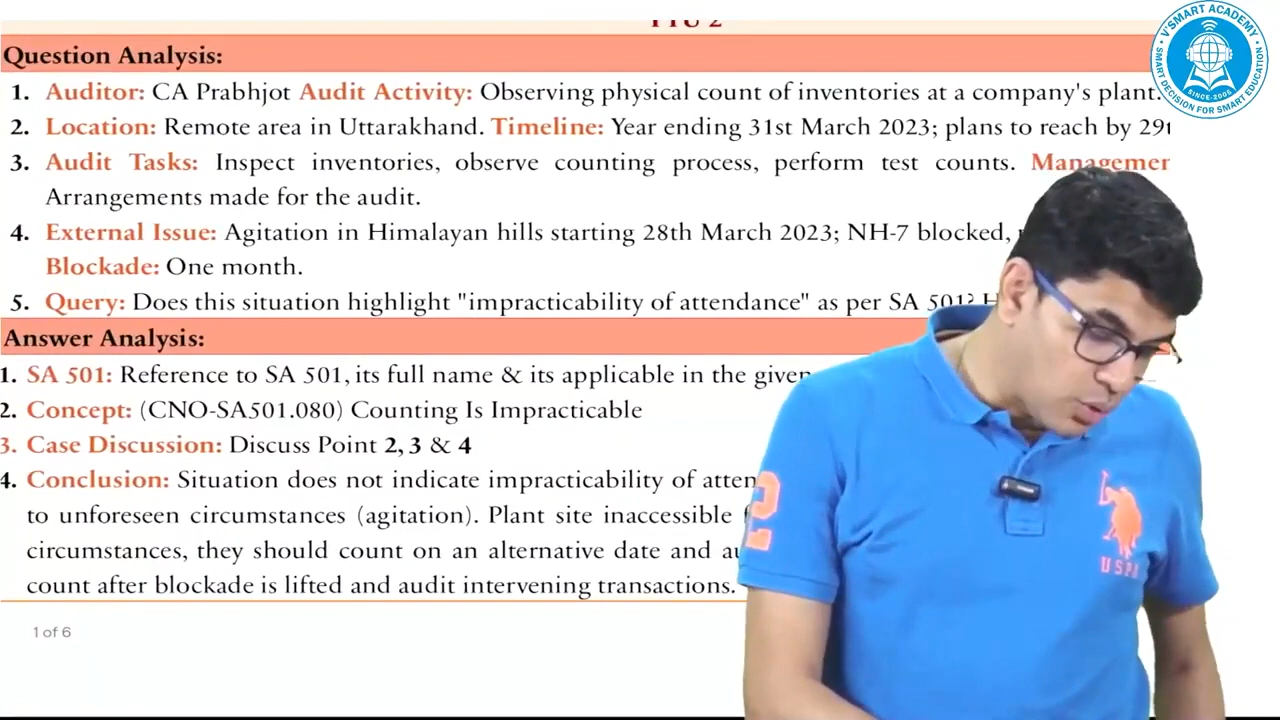 Question Analysis:
1. Auditor: CA Prabhjot Audit Activity: Observing physical count of inventories at a company's plant.
2. Location: Remote area in Uttarakhand. Timeline: Year ending 31st March 2023; plans to reach by
3. Audit Tasks: Inspect inventories, observe counting process, perform test counts.
Arrangements made for the audit.
4. External Issue: Agitation in Himalayan hills starting 28th March 2023; NH-7 blocked,
Blockade: One month.
5. Query: Does this situation highlight "impracticability of attendance" as per SA 501?
Answer Analysis:
1. SA 501: Reference to SA 501, its full name & its applicable in the given
2. Concept: (CNO-SA501.080) Counting Is Impracticable
3. Case Discussion: Discuss Point 2, 3 & 4
4. Conclusion: Situation does not indicate impracticability of
to unforeseen circumstances (agitation). Plant site inaccessible
circumstances, they should count on an alternative date and
count after blockade is lifted and audit intervening transactions.
1 of 6
V'SMART ACADEMY
SINCE-2005
SMART DECISION FOR SMART EDUCATION
2
USPA